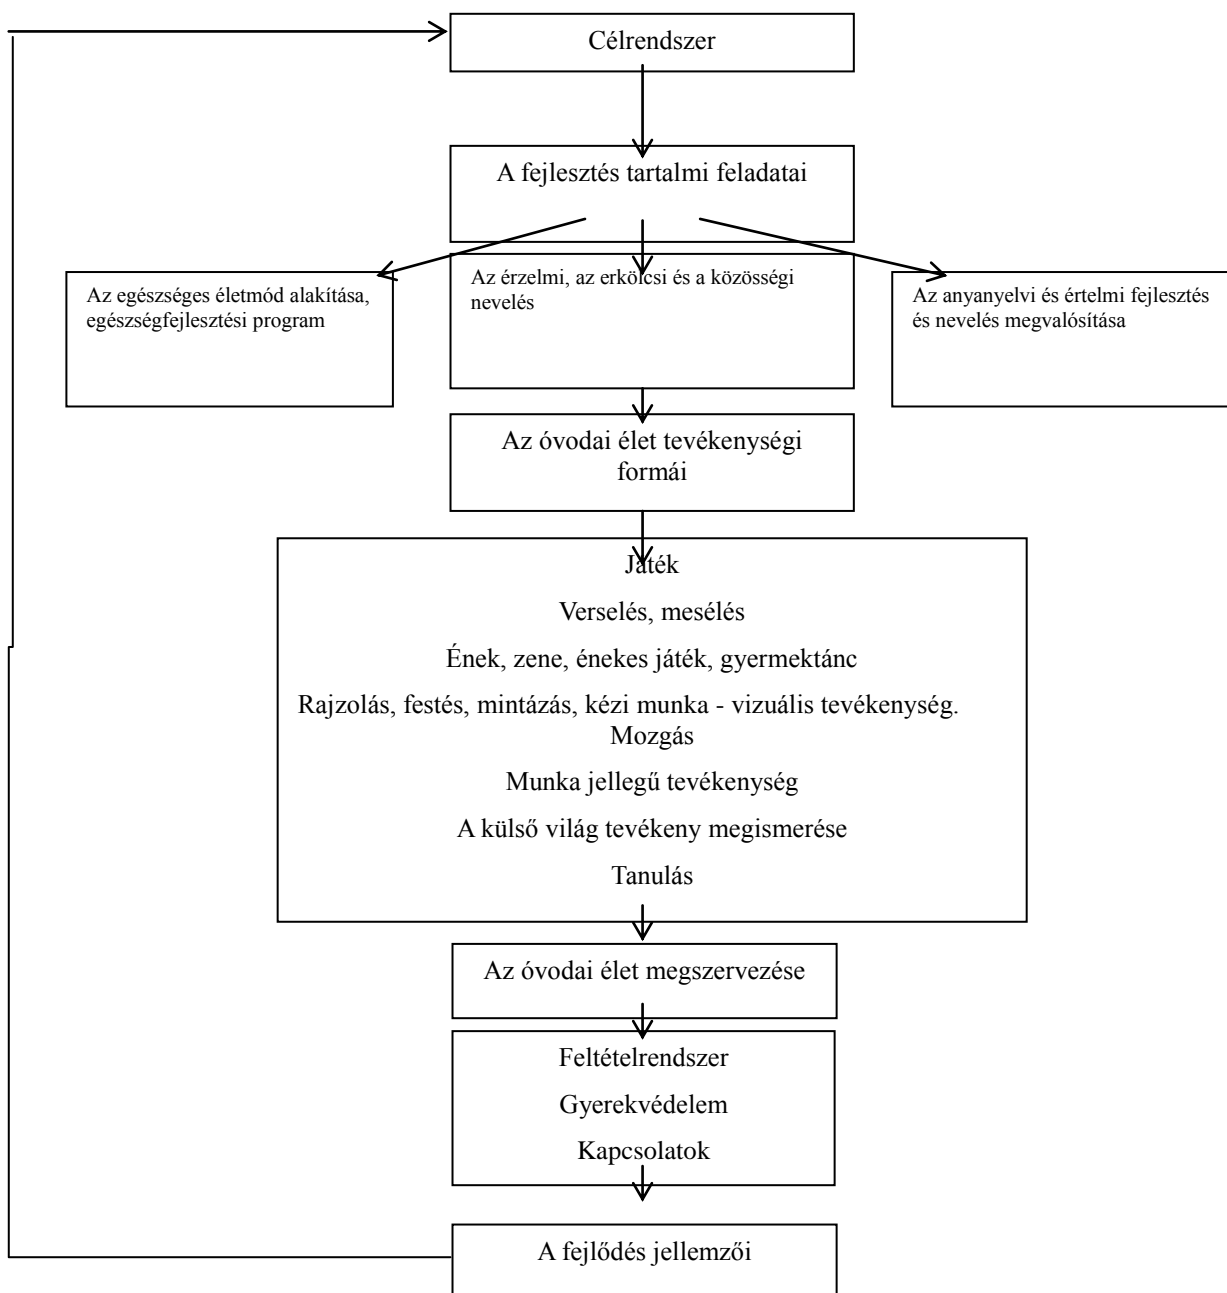 Célrendszer
A fejlesztés tartalmi feladatai
Az egészséges életmód alakítása,
egészségfejlesztési program
Az érzelmi, az erkölcsi és a közösségi
nevelés
Az anyanyelvi és értelmi fejlesztés
és nevelés megvalósítása
Az óvodai élet tevékenységi
formái
Játék
Verselés, mesélés
Ének, zene, énekes játék, gyermektánc
Rajzolás, festés, mintázás, kézi munka - vizuális tevékenység.
Mozgás
Munka jellegű tevékenység
A külső világ tevékeny megismerése
Tanulás
Az óvodai élet megszervezése
Feltételrendszer
Gyerekvédelem
Kapcsolatok
A fejlődés jellemzői